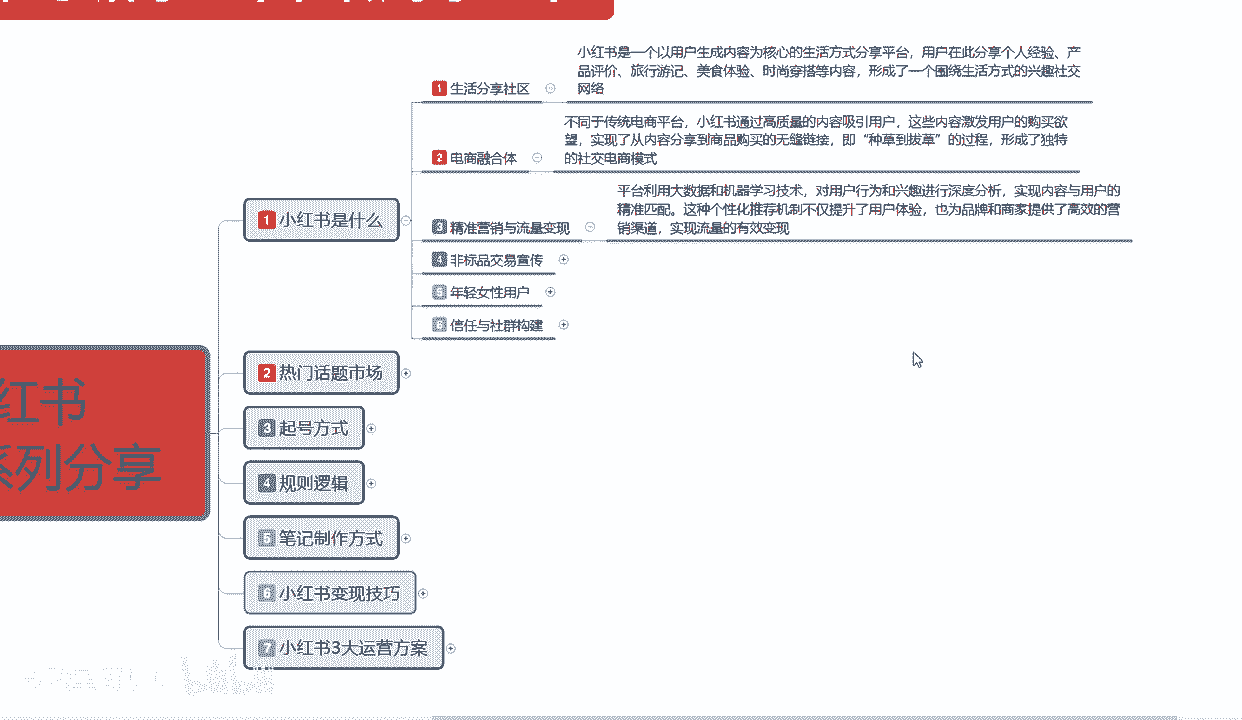 1 生活分享社区
小红书是一个以用户生成内容为核心的生活方式分享平台，用户在此分享个人经验、产
品评价、旅行游记、美食体验、时尚穿搭等内容，形成了一个围绕生活方式的兴趣社交
网络
2 电商融合体
不同于传统电商平台，小红书通过高质量的内容吸引用户，这些内容激发用户的购买欲
望，实现了从内容分享到商品购买的无缝链接，即“种草到拔草”的过程，形成了独特
的社交电商模式
3 精准营销与流量变现
平台利用大数据和机器学习技术，对用户行为和兴趣进行深度分析，实现内容与用户的
精准匹配。这种个性化推荐机制不仅提升了用户体验，也为品牌和商家提供了高效的营
销渠道，实现流量的有效变现
1 小红书是什么
4 非标品交易宣传
5 年轻女性用户
6 信任与社群构建
2 热门话题市场
红书
系列分享
3 起号方式
4 规则逻辑
5 笔记制作方式
6 小红书变现技巧
7 小红书3大运营方案